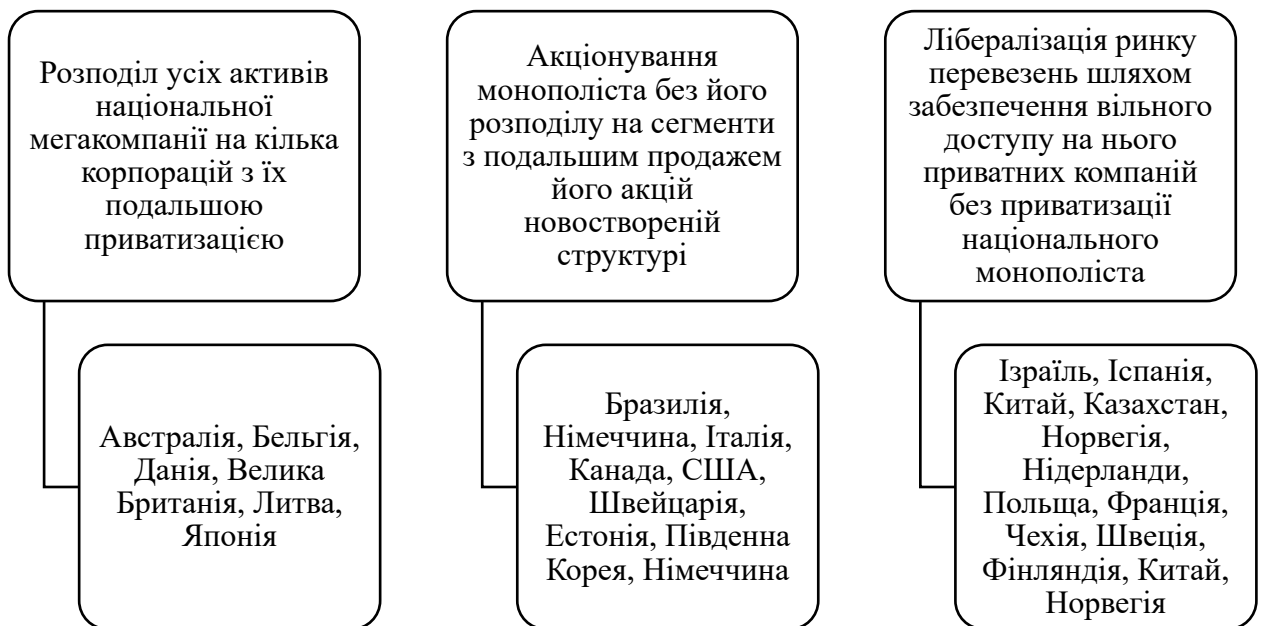 Розподіл усіх активів
національної
мегакомпанії на кілька
корпорацій з їх
подальшою
приватизацією
Австралія, Бельгія,
Данія, Велика
Британія, Литва,
Японія
Акціонування
монополіста без його
розподілу на сегменти
з подальшим продажем
його акцій
новоствореній
структурі
Бразилія,
Німеччина, Італія,
Канада, США,
Швейцарія,
Естонія, Південна
Корея, Німеччина
Лібералізація ринку
перевезень шляхом
забезпечення вільного
доступу на нього
приватних компаній
без приватизації
національного
монополіста
Ізраїль, Іспанія,
Китай, Казахстан,
Норвегія,
Нідерланди,
Польща, Франція,
Чехія, Швеція,
Фінляндія, Китай,
Норвегія